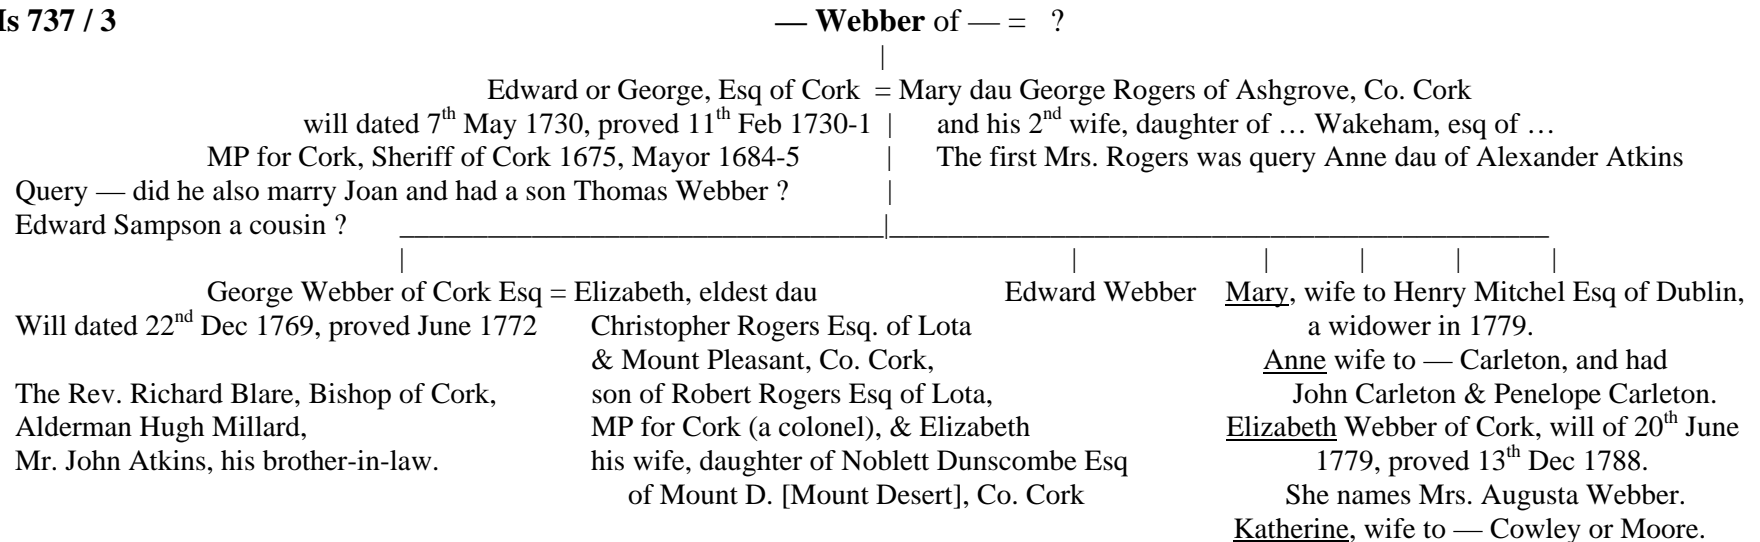 Is 737 / 3 — Webber of — = ?
|
Edward or George, Esq of Cork = Mary dau George Rogers of Ashgrove, Co. Cork
will dated 7th May 1730, proved 11th Feb 1730-1 | and his 2nd wife, daughter of … Wakeham, esq of …
MP for Cork, Sheriff of Cork 1675, Mayor 1684-5 | The first Mrs. Rogers was query Anne dau of Alexander Atkins
Query — did he also marry Joan and had a son Thomas Webber ? |
Edward Sampson a cousin ? |
| | | | | |
George Webber of Cork Esq = Elizabeth, eldest dau Edward Webber Mary, wife to Henry Mitchel Esq of Dublin,
Will dated 22nd Dec 1769, proved June 1772 Christopher Rogers Esq. of Lota a widower in 1779.
& Mount Pleasant, Co. Cork, Anne wife to — Carleton, and had
The Rev. Richard Blare, Bishop of Cork, son of Robert Rogers Esq of Lota, John Carleton & Penelope Carleton.
Alderman Hugh Millard, MP for Cork (a colonel), & Elizabeth Elizabeth Webber of Cork, will of 20th June
Mr. John Atkins, his brother-in-law. his wife, daughter of Noblett Dunscombe Esq 1779, proved 13th Dec 1788.
of Mount D. [Mount Desert], Co. Cork She names Mrs. Augusta Webber.
Katherine, wife to — Cowley or Moore.